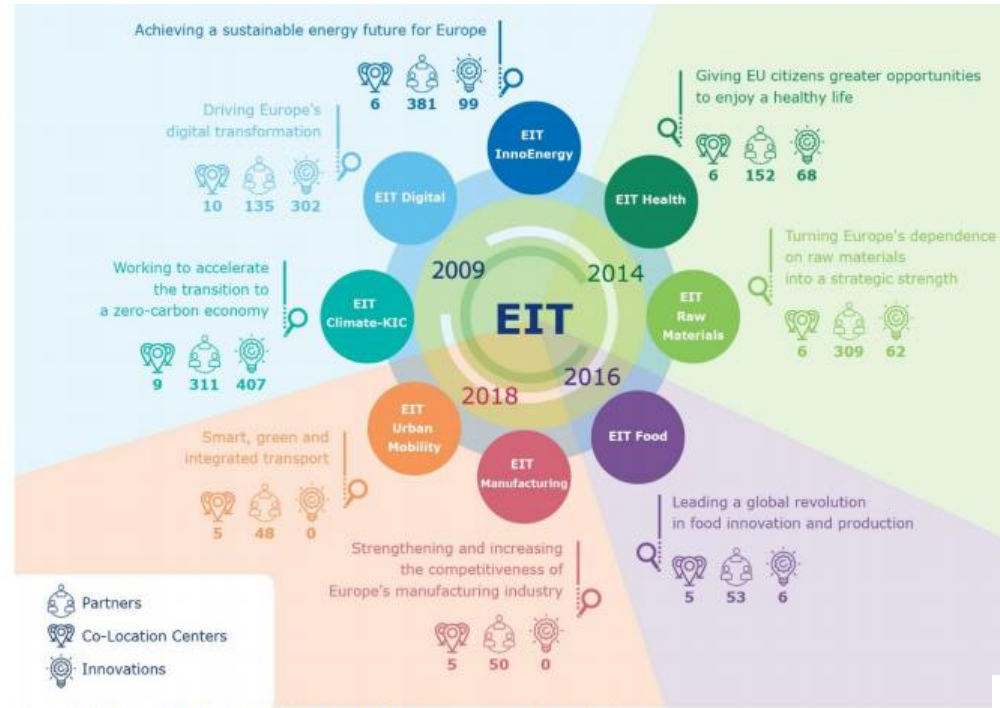 Achieving a sustainable energy future for Europe
6 381 99
Driving Europe's
digital transformation
10 135 302
Working to accelerate
the transition to
a zero-carbon economy
9 311 407
Smart, green and
integrated transport
5 48 0
Strengthening and increasing
the competitiveness of
Europe's manufacturing industry
5 50 0
Giving EU citizens greater opportunities
to enjoy a healthy life
6 152 68
Turning Europe's dependence
on raw materials
into a strategic strength
6 309 62
Leading a global revolution
in food innovation and production
5 53 6
EIT
InnoEnergy
EIT Digital
EIT Health
EIT
Climate-KIC
EIT
Raw
Materials
EIT
Urban
Mobility
EIT
Manufacturing
EIT Food
2009
2014
EIT
2016
2018
Partners
Co-Location Centers
Innovations